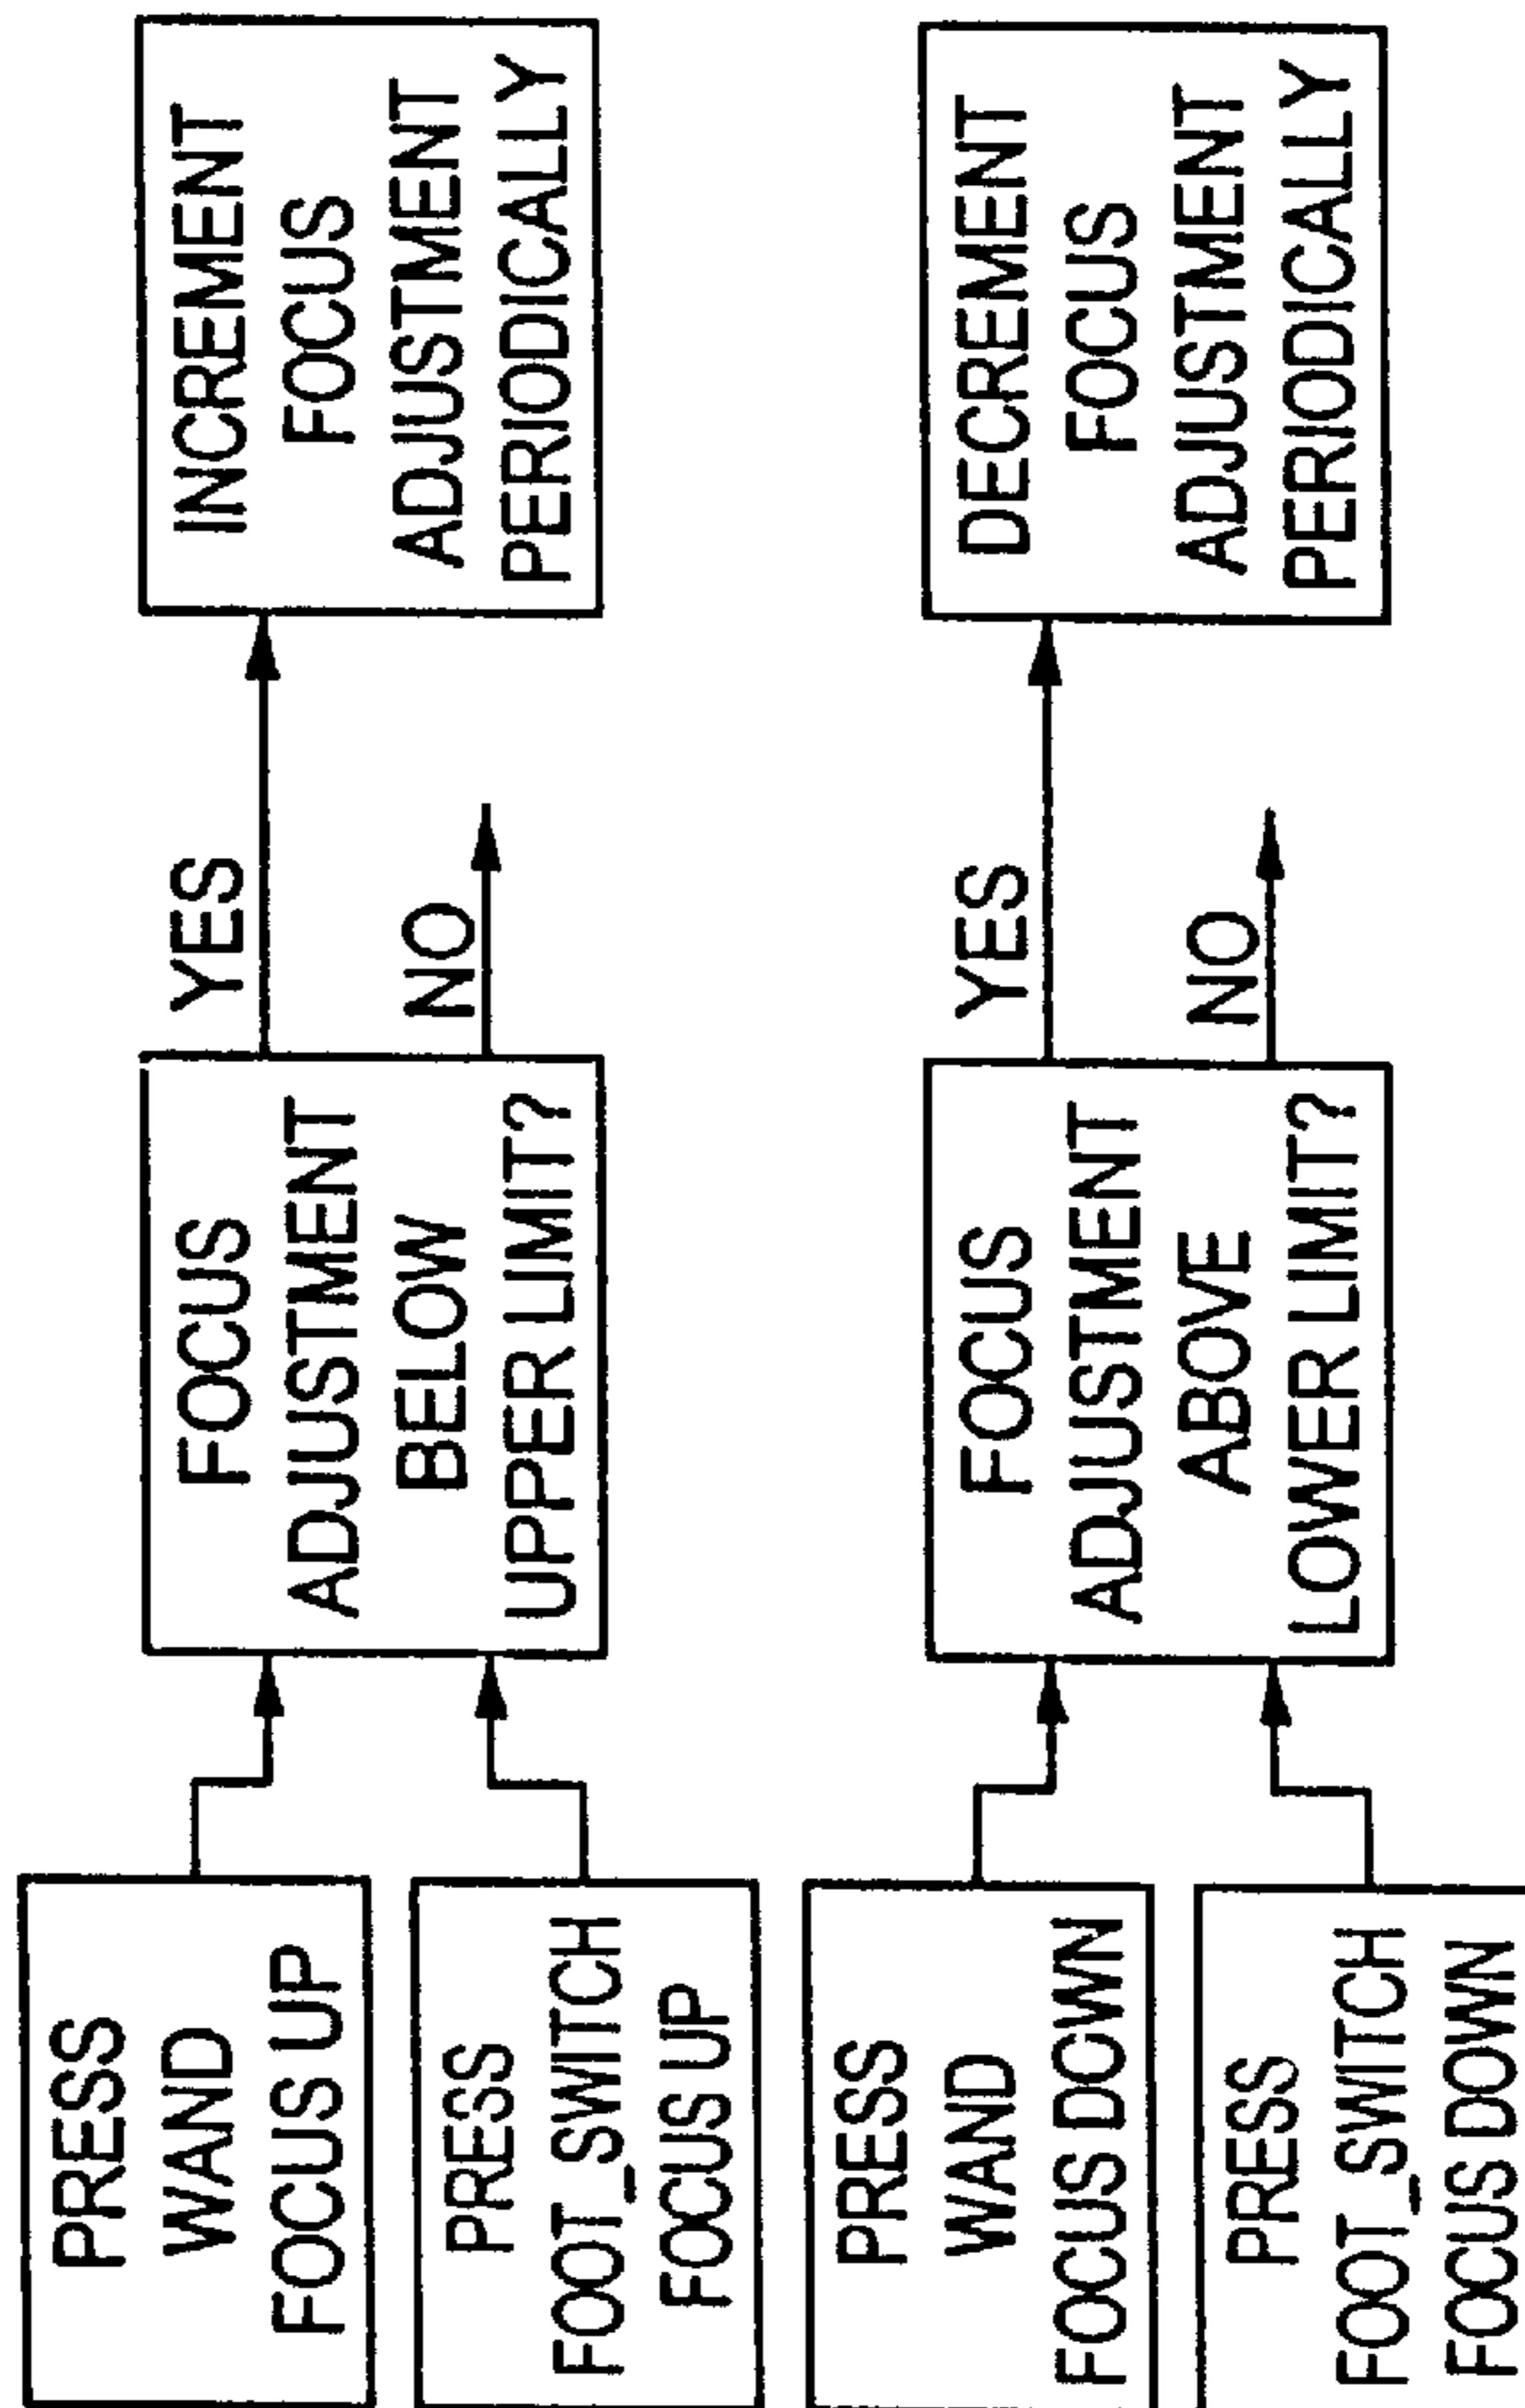 PRESS
WAND
FOCUS UP
PRESS
FOOT_SWITCH
FOCUS UP
FOCUS
ADJUSTMENT
BELOW
UPPER LIMIT?
YES
NO
INCREMENT
FOCUS
ADJUSTMENT
PERIODICALLY
PRESS
WAND
FOCUS DOWN
PRESS
FOOT_SWITCH
FOCUS DOWN
FOCUS
ADJUSTMENT
ABOVE
LOWER LIMIT?
YES
NO
DECREMENT
FOCUS
ADJUSTMENT
PERIODICALLY